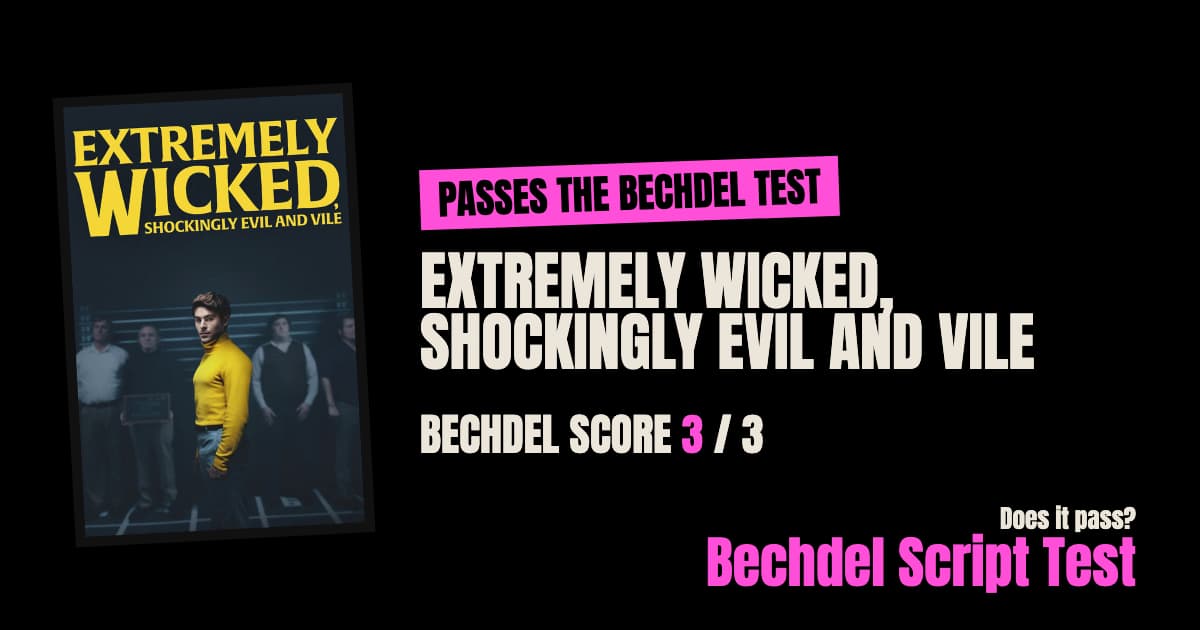 EXTREMELY
WICKED,
SHOCKINGLY EVIL AND VILE
PASSES THE BECHDEL TEST
EXTREMELY WICKED,
SHOCKINGLY EVIL AND VILE
BECHDEL SCORE 3 / 3
Does it pass?
Bechdel Script Test